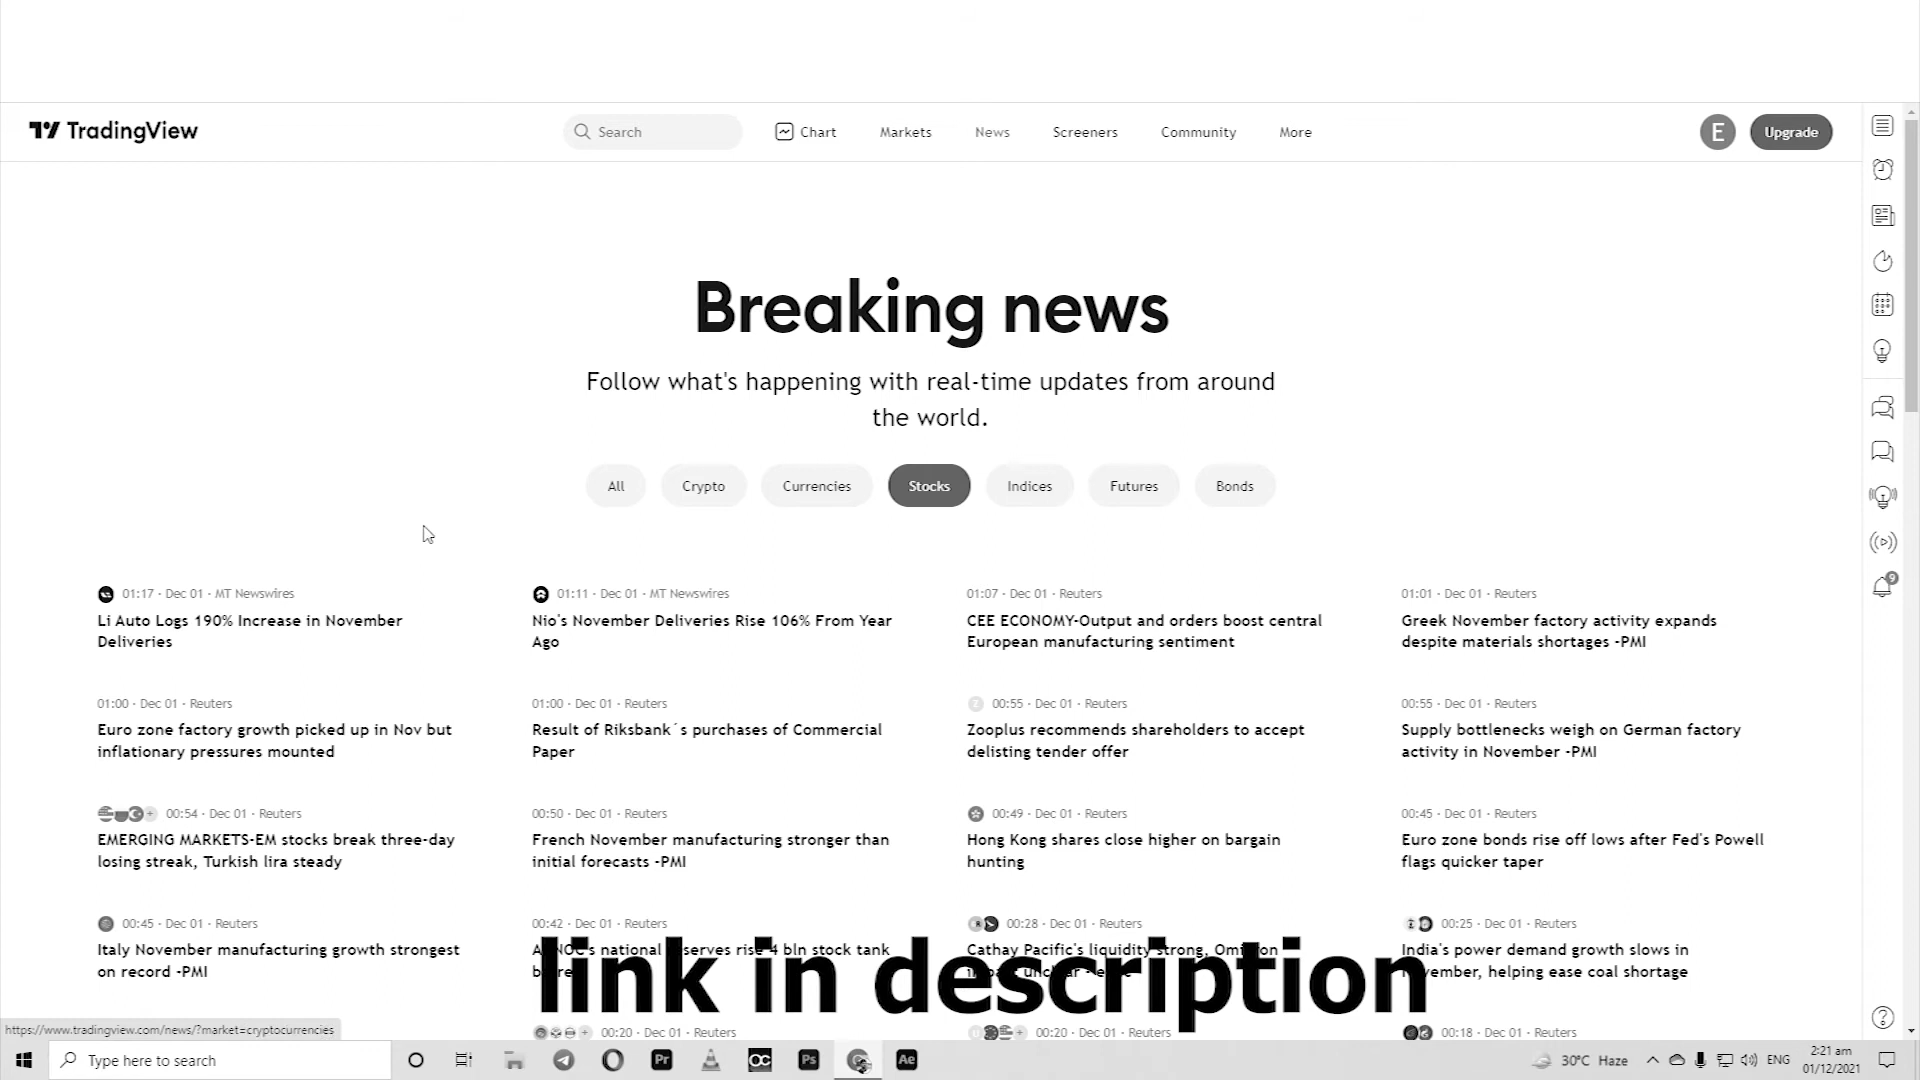 TradingView
Search
Chart
Markets
News
Screeners
Community
More
E
Upgrade
Breaking news
Follow what's happening with real-time updates from around
the world.
All
Crypto
Currencies
Stocks
Indices
Futures
Bonds
9
01:17 · Dec 01 · MT Newswires
Li Auto Logs 190% Increase in November
Deliveries
01:11 · Dec 01 · MT Newswires
Nio's November Deliveries Rise 106% From Year
Ago
01:07 · Dec 01 · Reuters
CEE ECONOMY-Output and orders boost central
European manufacturing sentiment
01:01 · Dec 01 · Reuters
Greek November factory activity expands
despite materials shortages -PMI
01:00 · Dec 01 · Reuters
Euro zone factory growth picked up in Nov but
inflationary pressures mounted
01:00 · Dec 01 · Reuters
Result of Riksbank´s purchases of Commercial
Paper
Z 00:55 · Dec 01 · Reuters
Zooplus recommends shareholders to accept
delisting tender offer
00:55 · Dec 01 · Reuters
Supply bottlenecks weigh on German factory
activity in November -PMI
00:54 · Dec 01 · Reuters
EMERGING MARKETS-EM stocks break three-day
losing streak, Turkish lira steady
00:50 · Dec 01 · Reuters
French November manufacturing stronger than
initial forecasts -PMI
00:49 · Dec 01 · Reuters
Hong Kong shares close higher on bargain
hunting
00:45 · Dec 01 · Reuters
Euro zone bonds rise off lows after Fed's Powell
flags quicker taper
00:45 · Dec 01 · Reuters
Italy November manufacturing growth strongest
on record -PMI
00:42 · Dec 01 · Reuters
national rise 4 bln stock tank
00:28 · Dec 01 · Reuters
Cathay Pacific's liquidity strong,
00:25 · Dec 01 · Reuters
India's power demand growth slows in
helping ease coal shortage
link in description
00:20 · Dec 01 · Reuters
00:20 · Dec 01 · Reuters
00:18 · Dec 01 · Reuters
https://www.tradingview.com/news/?market=cryptocurrencies
Type here to search
Pr
OC
Ps
Ae
30°C Haze
ENG
2:21 am
01/12/2021